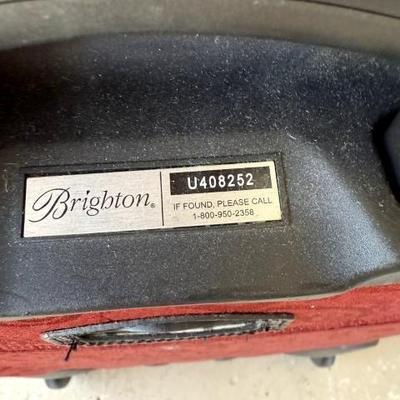 Brighton®
U408252
IF FOUND, PLEASE CALL
1-800-950-2358